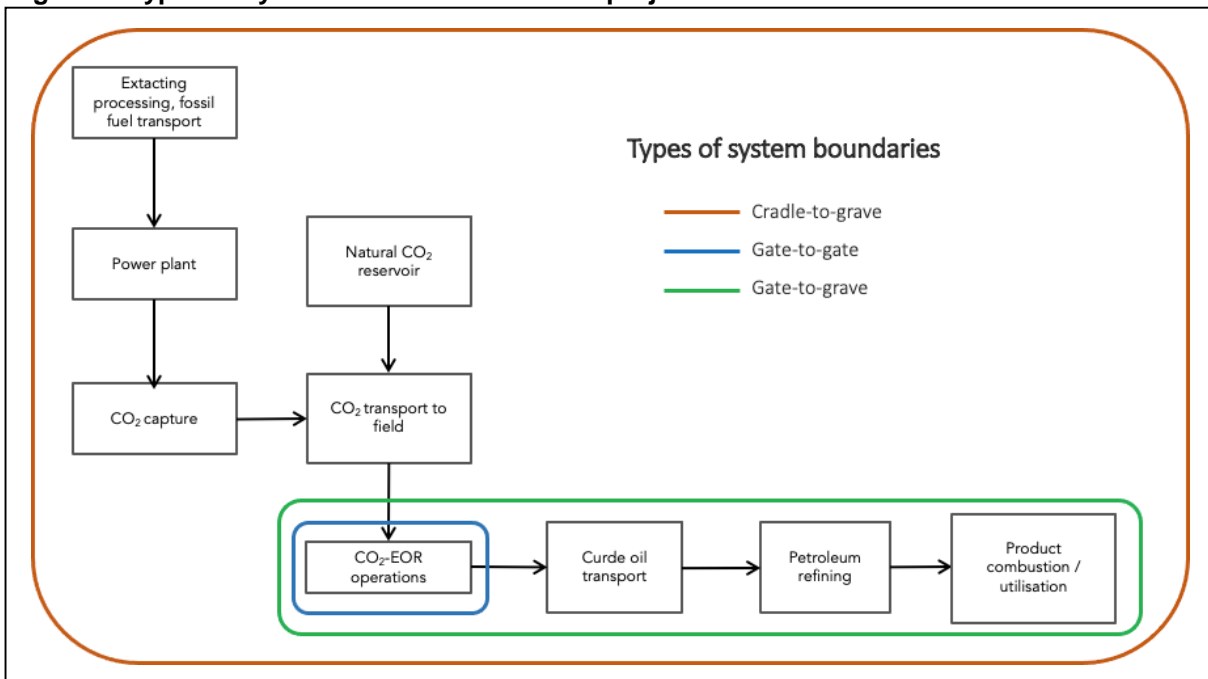 Extacting
processing, fossil
fuel transport
Types of system boundaries
Cradle-to-grave
Gate-to-gate
Gate-to-grave
Power plant
Natural CO₂
reservoir
CO₂ capture
CO₂ transport to
field
CO₂-EOR
operations
Curde oil
transport
Petroleum
refining
Product
combustion /
utilisation